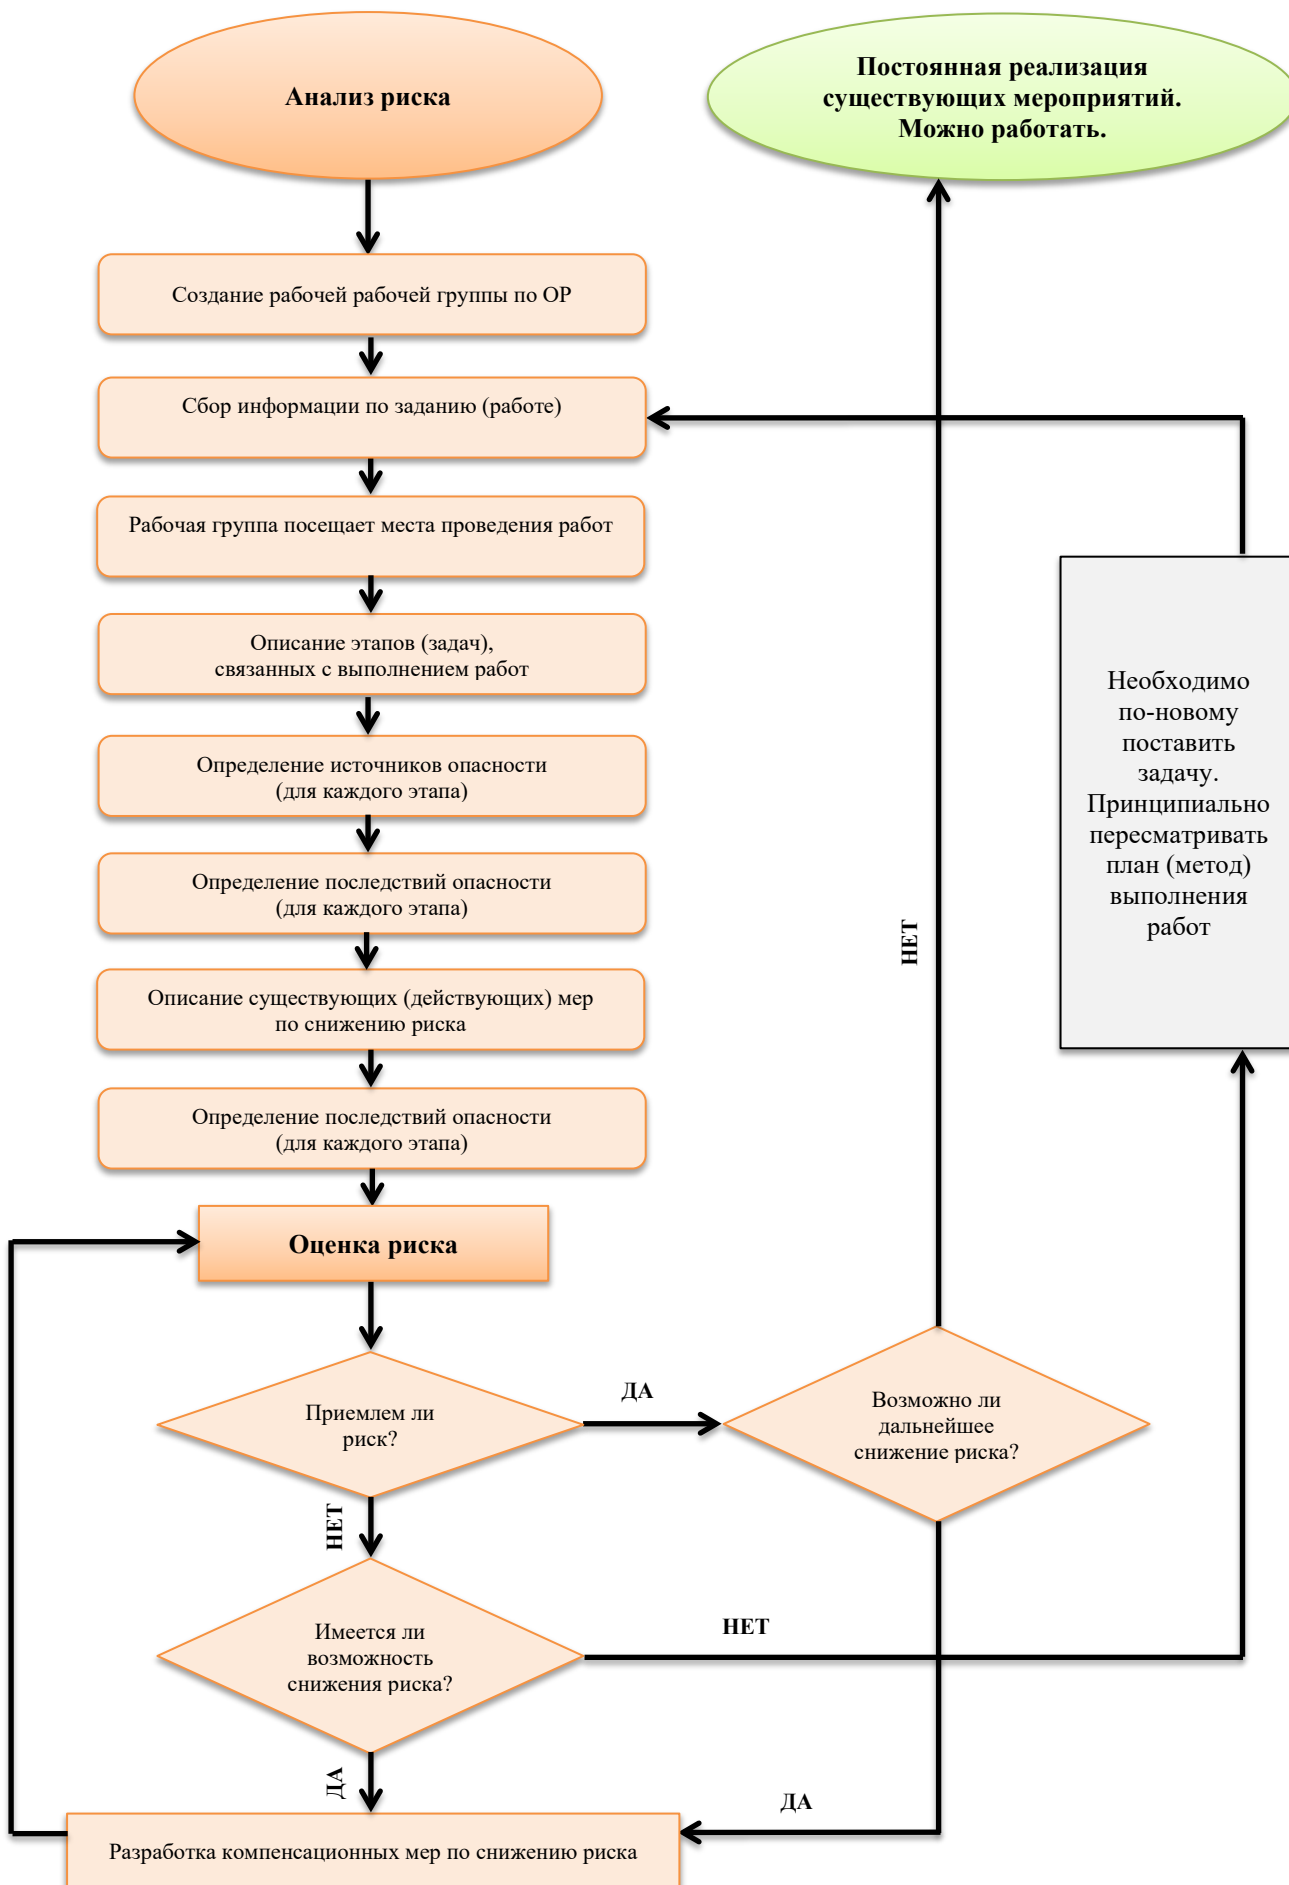 Анализ риска
Постоянная реализация
существующих мероприятий.
Можно работать.
Создание рабочей рабочей группы по ОР
Сбор информации по заданию (работе)
Рабочая группа посещает места проведения работ
Описание этапов (задач),
связанных с выполнением работ
Определение источников опасности
(для каждого этапа)
Определение последствий опасности
(для каждого этапа)
Описание существующих (действующих) мер
по снижению риска
Определение последствий опасности
(для каждого этапа)
Необходимо
по-новому
поставить
задачу.
Принципиально
пересматривать
план (метод)
выполнения
работ
НЕТ
Оценка риска
Приемлем ли
риск?
ДА
Возможно ли
дальнейшее
снижение риска?
НЕТ
Имеется ли
возможность
снижения риска?
НЕТ
ДА
ДА
Разработка компенсационных мер по снижению риска